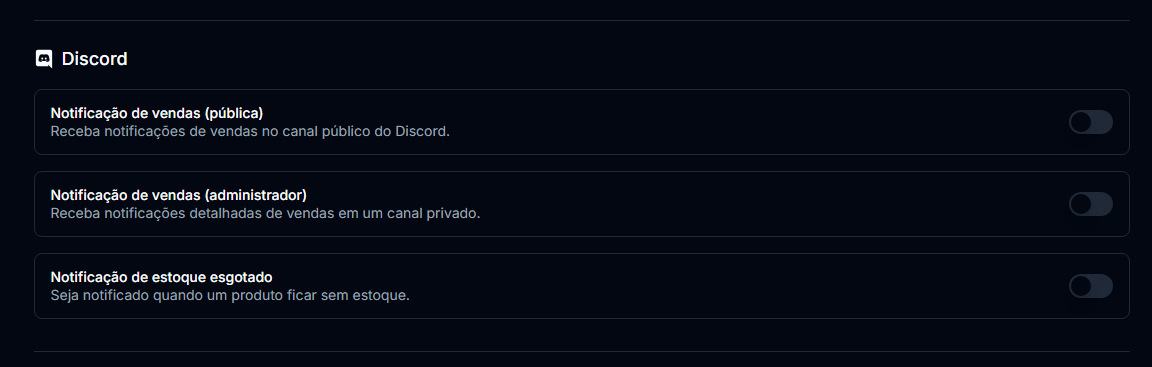 Discord
Notificação de vendas (pública)
Receba notificações de vendas no canal público do Discord.
Notificação de vendas (administrador)
Receba notificações detalhadas de vendas em um canal privado.
Notificação de estoque esgotado
Seja notificado quando um produto ficar sem estoque.